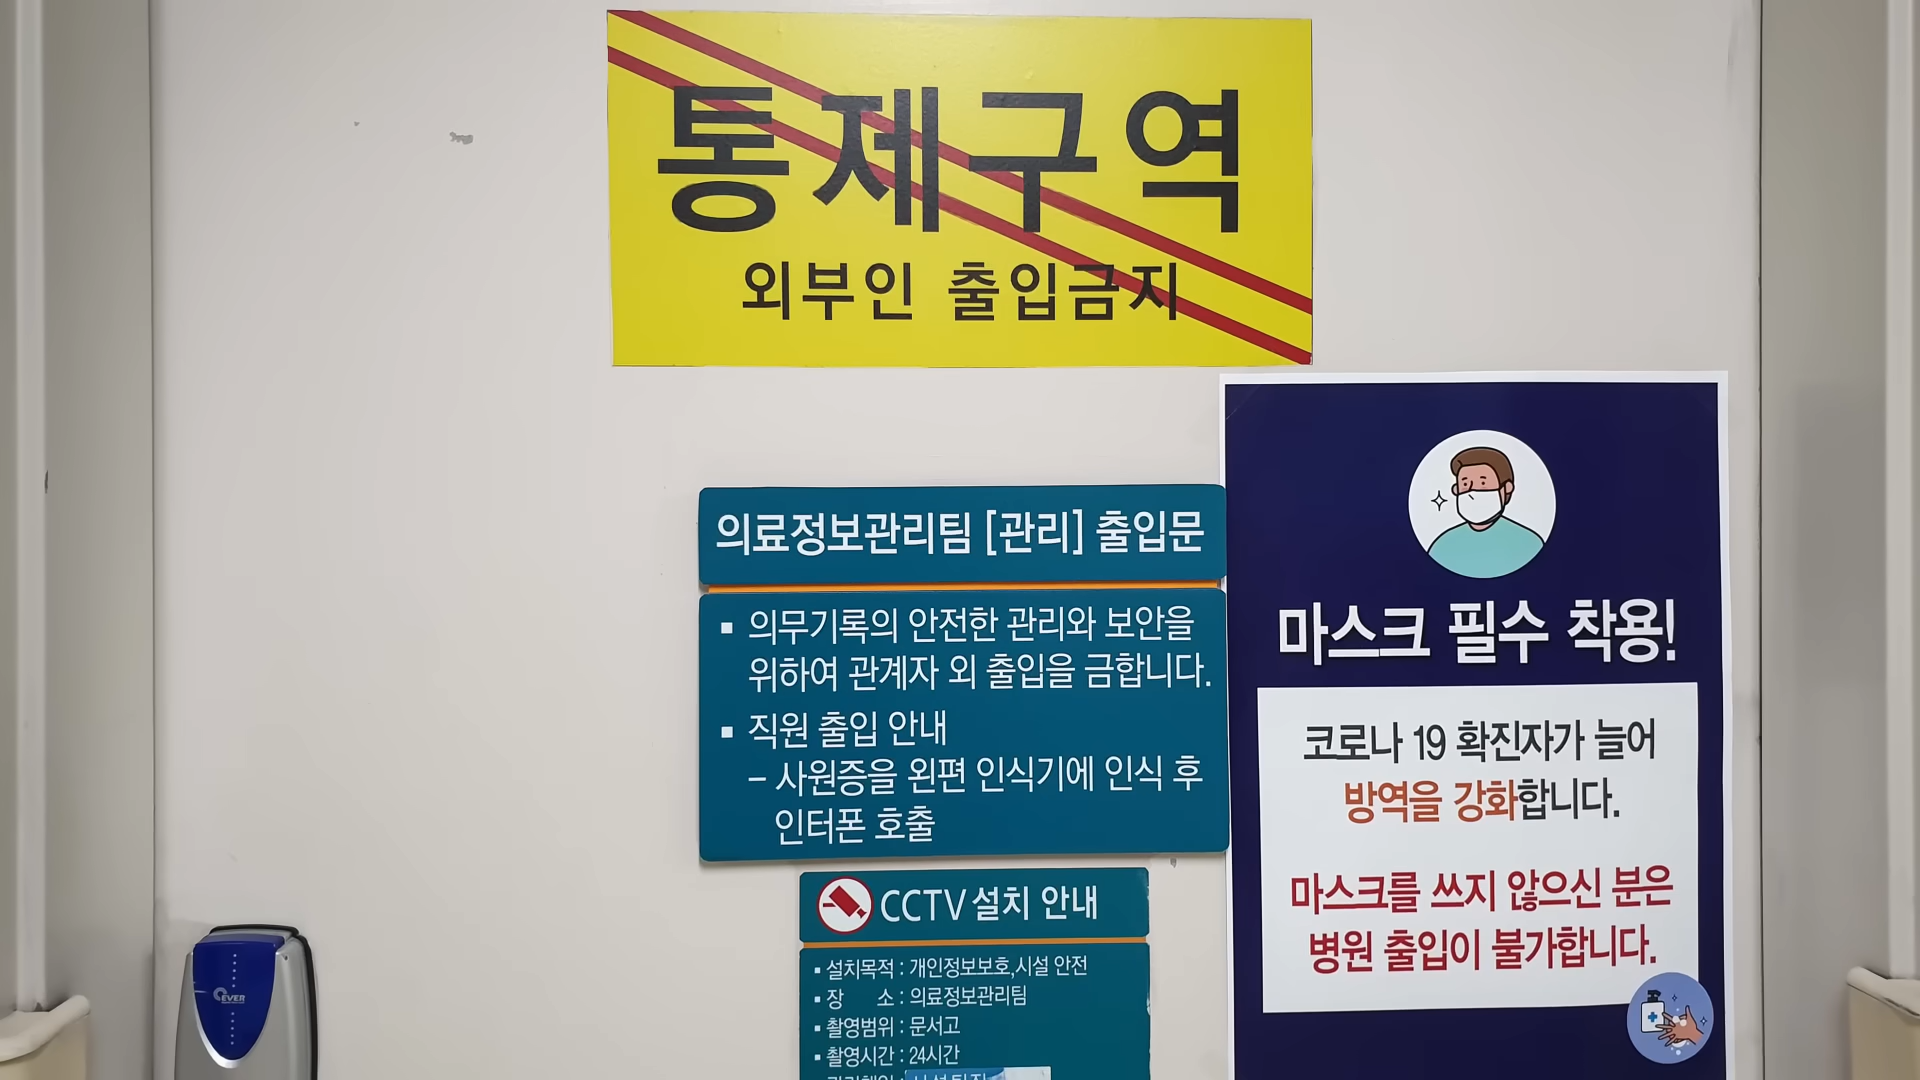 통제구역
외부인 출입금지
의료정보관리팀 [관리] 출입문
▪ 의무기록의 안전한 관리와 보안을
위하여 관계자 외 출입을 금합니다.
▪ 직원 출입 안내
– 사원증을 왼편 인식기에 인식 후
인터폰 호출
CCTV 설치 안내
▪ 설치목적 : 개인정보보호,시설 안전
▪ 장 소 : 의료정보관리팀
▪ 촬영범위 : 문서고
▪ 촬영시간 : 24시간
마스크 필수 착용!
코로나 19 확진자가 늘어
방역을 강화합니다.
마스크를 쓰지 않으신 분은
병원 출입이 불가합니다.
EVER